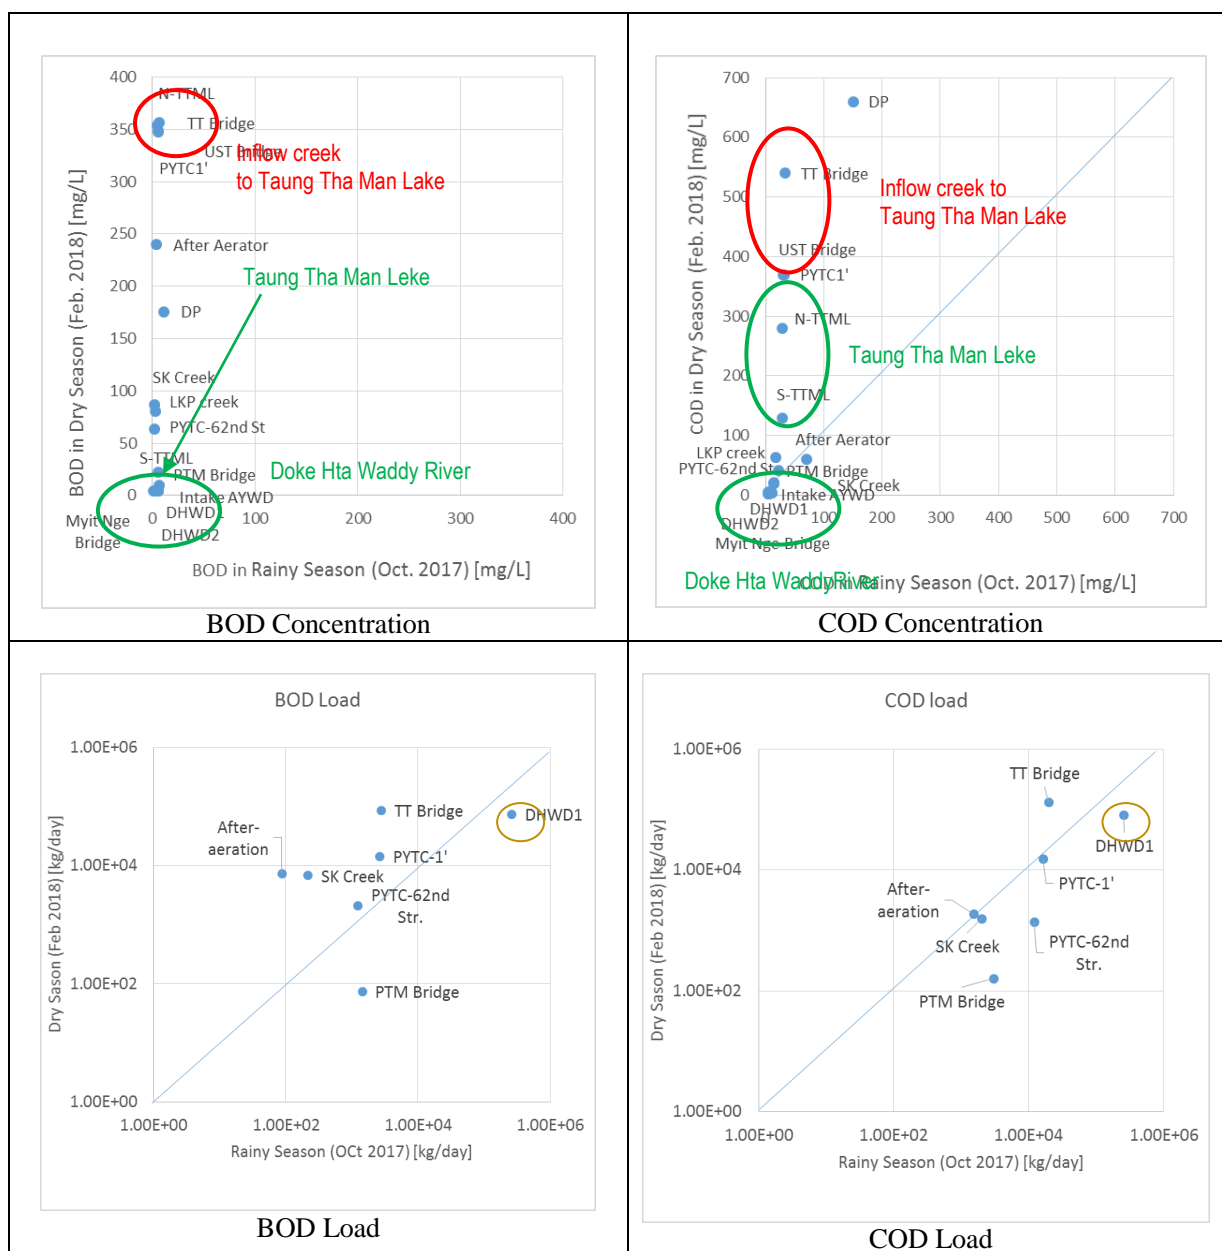 400
N-TTML
350
TT Bridge
UST Bridge
Inflow creek
to Taung Tha Man Lake
PYTC1'
300
250
After Aerator
Taung Tha Man Leke
200
DP
150
SK Creek
100
LKP creek
PYTC-62nd St
50
S-TTML
PTM Bridge
Doke Hta Waddy River
0
Intake AYWD
DHWD1
DHWD2
Myit Nge
Bridge
0 100 200 300 400
BOD in Dry Season (Feb. 2018) [mg/L]
BOD in Rainy Season (Oct. 2017) [mg/L]
BOD Concentration
700
DP
600
TT Bridge
500
Inflow creek to
Taung Tha Man Lake
400
UST Bridge
PYTC1'
300
N-TTML
Taung Tha Man Leke
200
S-TTML
100
After Aerator
LKP creek
PYTC-62nd St
PTM Bridge
SK Creek
0
Intake AYWD
DHWD1
DHWD2
Myit Nge Bridge
0 100 200 300 400 500 600 700
COD in Dry Season (Feb. 2018) [mg/L]
Doke Hta WaddyRiver
COD in Rainy Season (Oct. 2017) [mg/L]
COD Concentration
BOD Load
1.00E+06
TT Bridge
DHWD1
After-
aeration
PYTC-1'
1.00E+04
SK Creek
PYTC-62nd
Str.
1.00E+02
PTM Bridge
1.00E+00
1.00E+00 1.00E+02 1.00E+04 1.00E+06
Dry Sason (Feb 2018) [kg/day]
Rainy Season (OCt 2017) [kg/day]
BOD Load
COD load
1.00E+06
TT Bridge
DHWD1
1.00E+04
PYTC-1'
After-
aeration
SK Creek
PYTC-62nd
Str.
PTM Bridge
1.00E+02
1.00E+00
1.00E+00 1.00E+02 1.00E+04 1.00E+06
Dry Sason (Feb 2018) [kg/day]
Rainy Season (OCt 2017) [kg/day]
COD Load